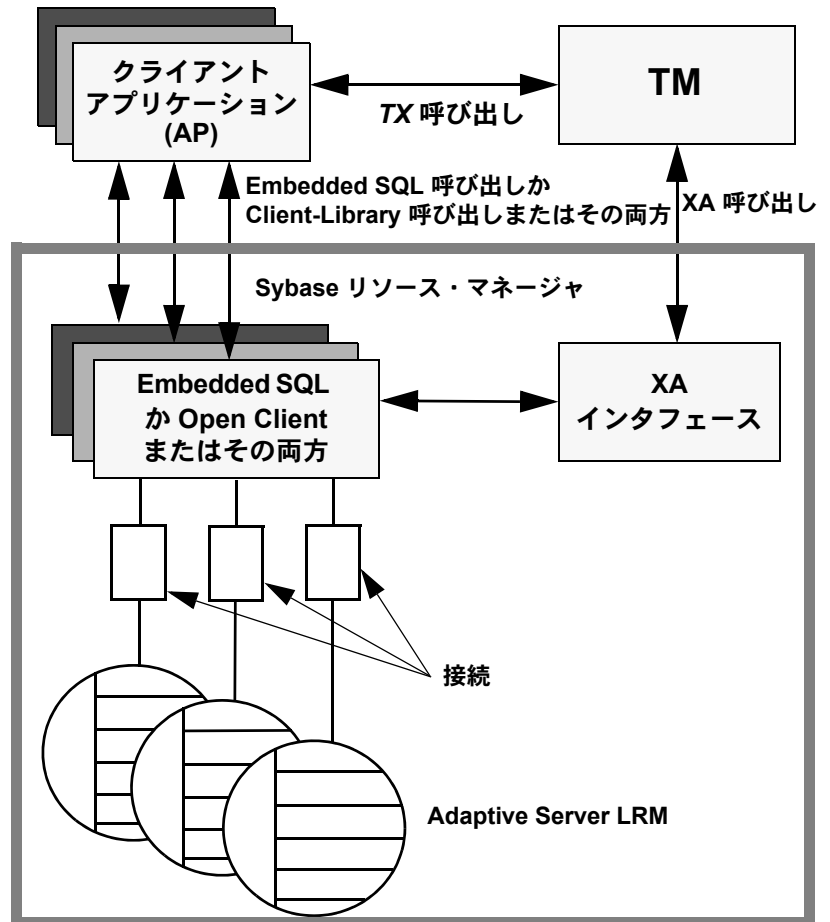 クライアント
アプリケーション
(AP)
TM
TX 呼び出し
Embedded SQL 呼び出しか
Client-Library 呼び出しまたはその両方
XA 呼び出し
Sybase リソース・マネージャ
Embedded SQL
か Open Client
またはその両方
XA
インタフェース
接続
Adaptive Server LRM